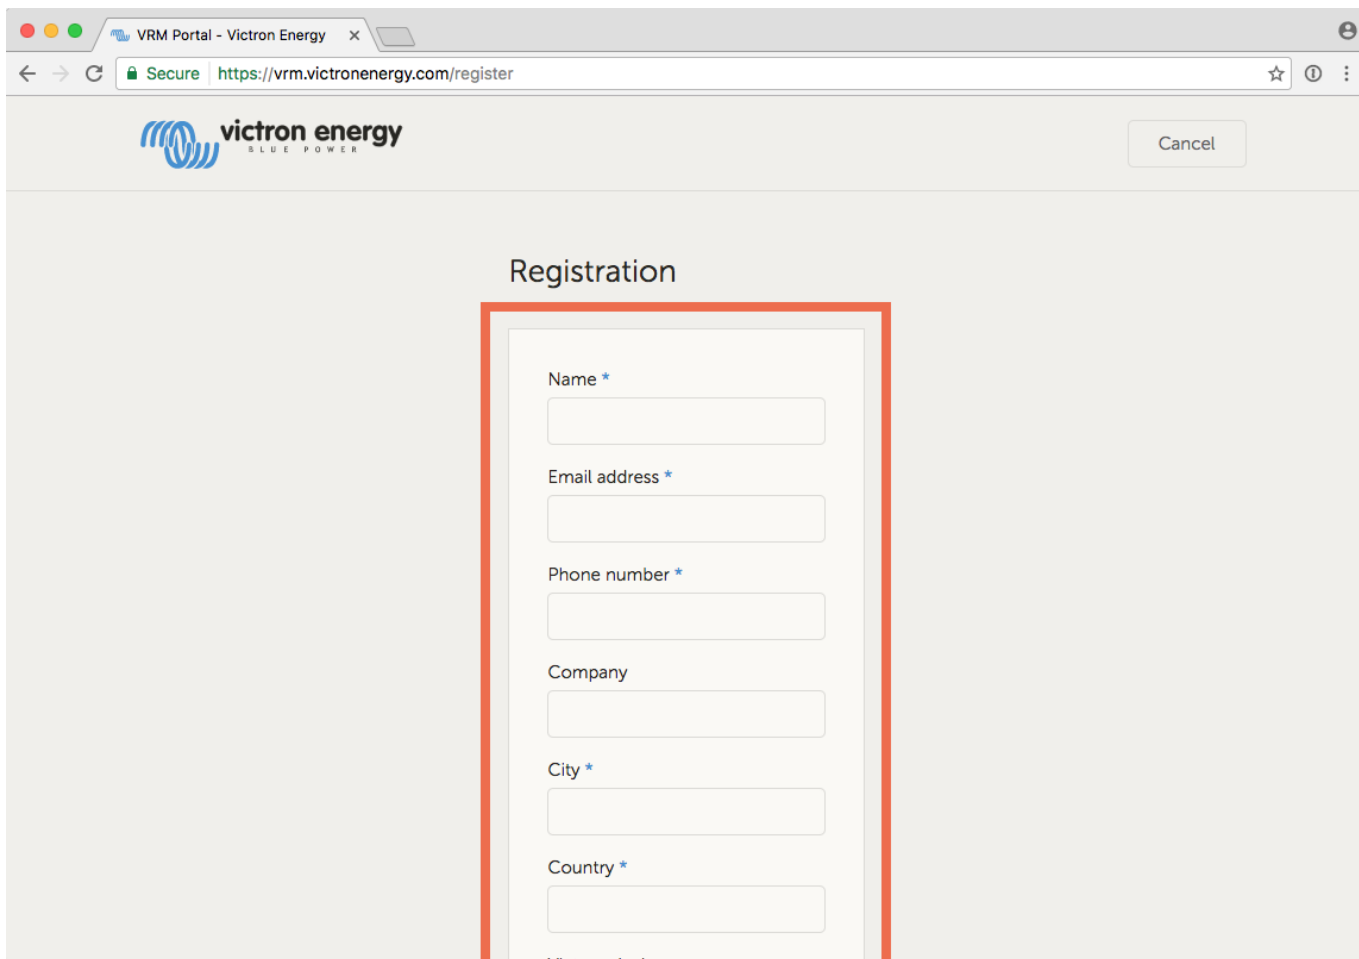 VRM Portal - Victron Energy
Secure https://vrm.victronenergy.com/register
victron energy
BLUE POWER
Cancel
Registration
Name *
Email address *
Phone number *
Company
City *
Country *